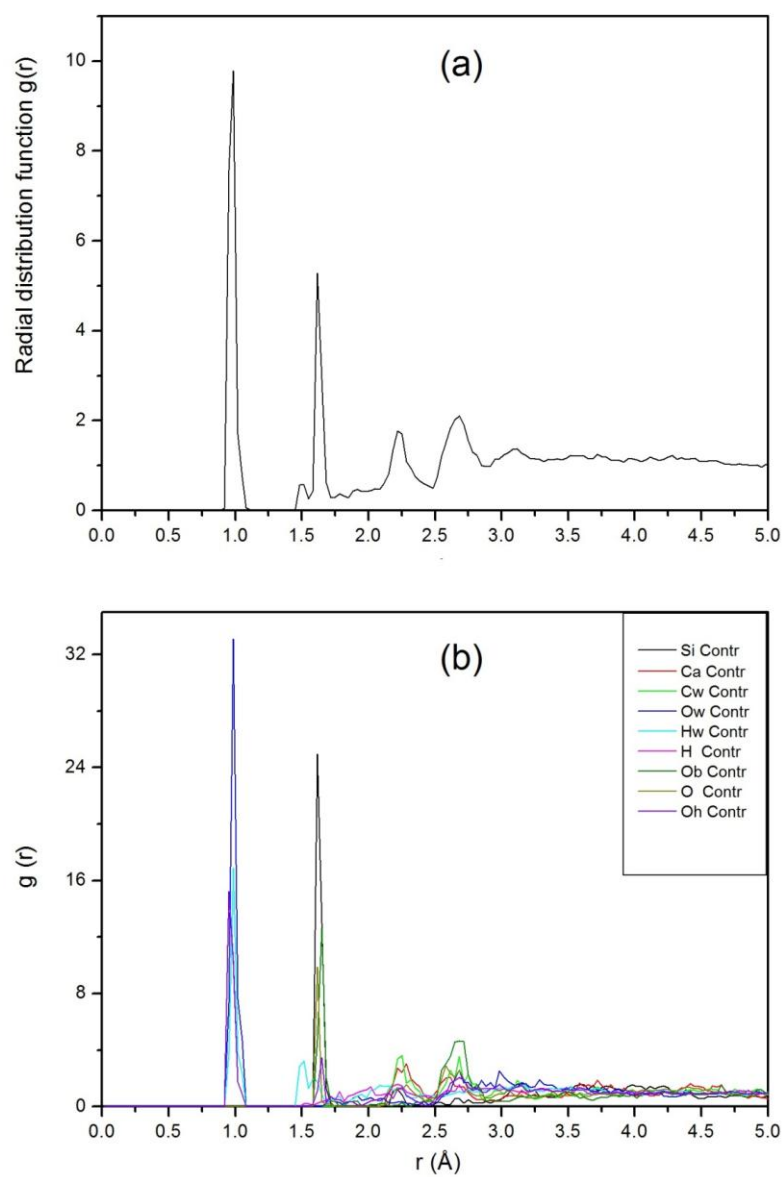 (a)
Radial distribution function g(r)
10
8
6
4
2
0
0.0 0.5 1.0 1.5 2.0 2.5 3.0 3.5 4.0 4.5 5.0
(b)
g (r)
32
24
16
8
0
Si Contr
Ca Contr
Cw Contr
Ow Contr
Hw Contr
H Contr
Ob Contr
O Contr
Oh Contr
0.0 0.5 1.0 1.5 2.0 2.5 3.0 3.5 4.0 4.5 5.0
r (Å)